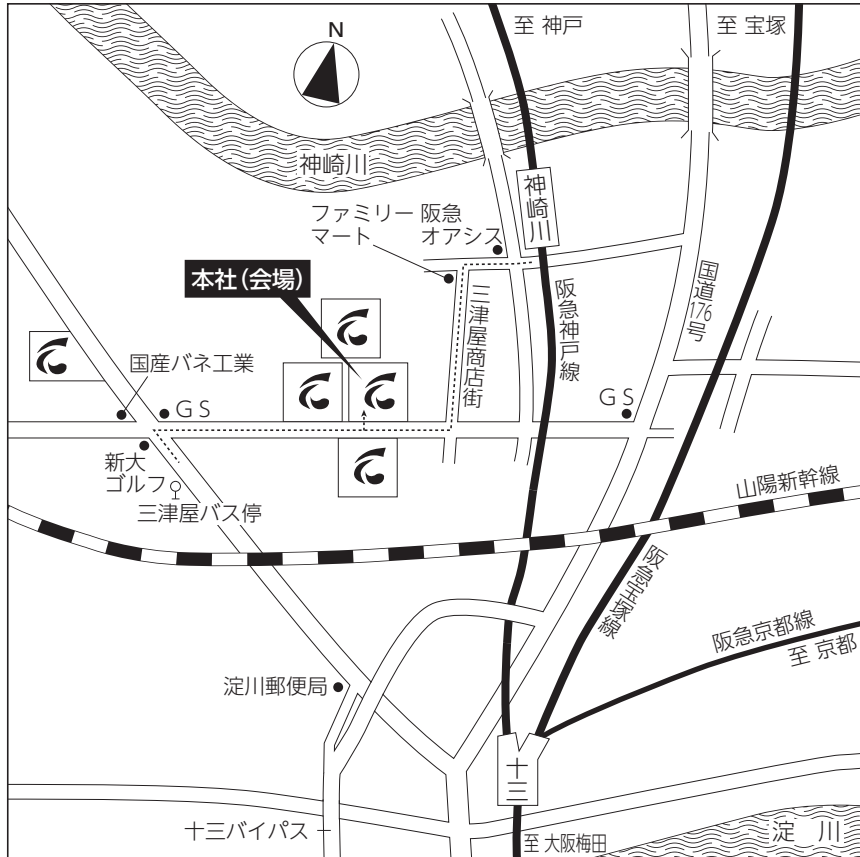 至 神戸
至 宝塚
N
神崎川
神崎川
ファミリー
マート
阪急
オアシス
本社(会場)
三津屋商店街
阪急神戸線
国道176号
国産バネ工業
GS
GS
新大
ゴルフ
三津屋バス停
山陽新幹線
阪急宝塚線
阪急京都線
至 京都
淀川郵便局
十三
十三バイパス
至 大阪梅田
淀 川